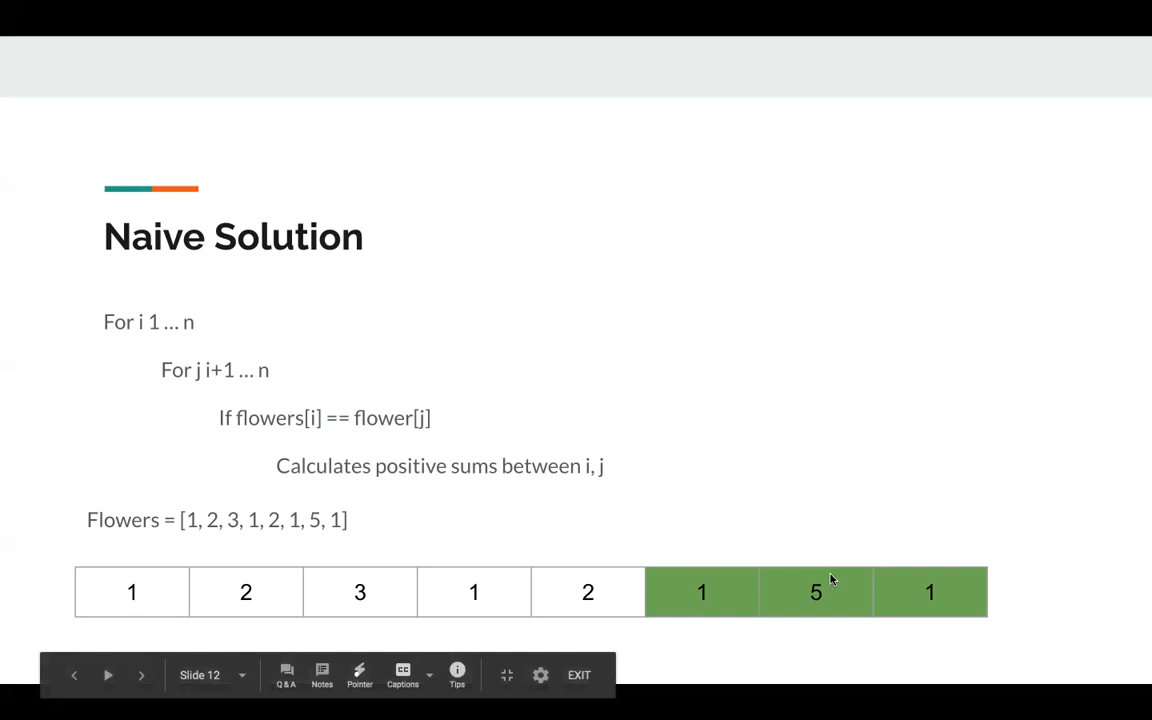 Naive Solution
For i 1 ... n
For j i+1 ... n
If flowers[i] == flower[j]
Calculates positive sums between i, j
Flowers = [1, 2, 3, 1, 2, 1, 5, 1]
1 2 3 1 2 1 5 1
Slide 12 Q & A Notes Pointer CC Captions Tips EXIT